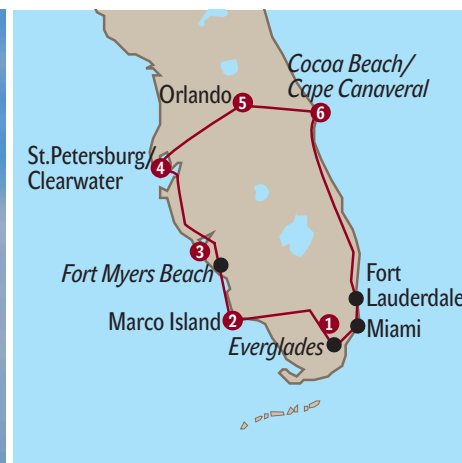 Cocoa Beach/
Cape Canaveral
Orlando
5
6
St.Petersburg/
Clearwater
4
3
Fort Myers Beach
Fort
Lauderdale
Marco Island
2
1
Miami
Everglades